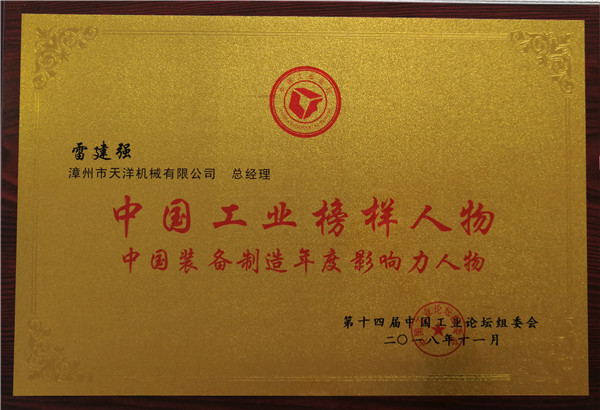 雷建强
漳州市天洋机械有限公司 总经理
中国工业榜样人物
中国装备制造年度影响力人物
第十四届中国工业论坛组委会
二〇一八年十一月